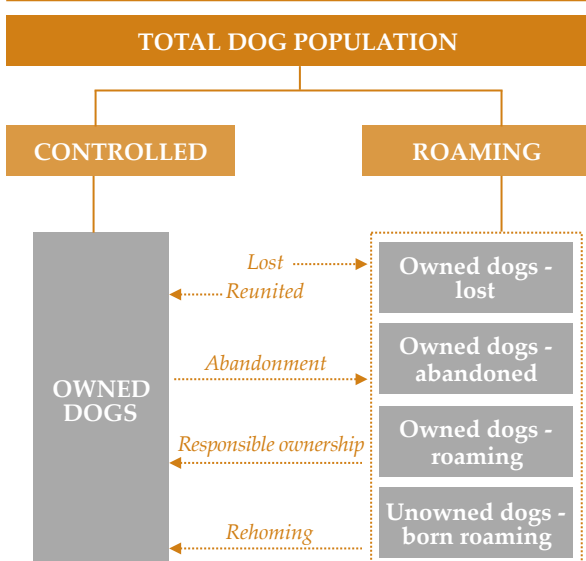 TOTAL DOG POPULATION
CONTROLLED
ROAMING
Lost
Reunited
Abandonment
Responsible ownership
Rehoming
OWNED
DOGS
Owned dogs -
lost
Owned dogs -
abandoned
Owned dogs -
roaming
Unowned dogs -
born roaming